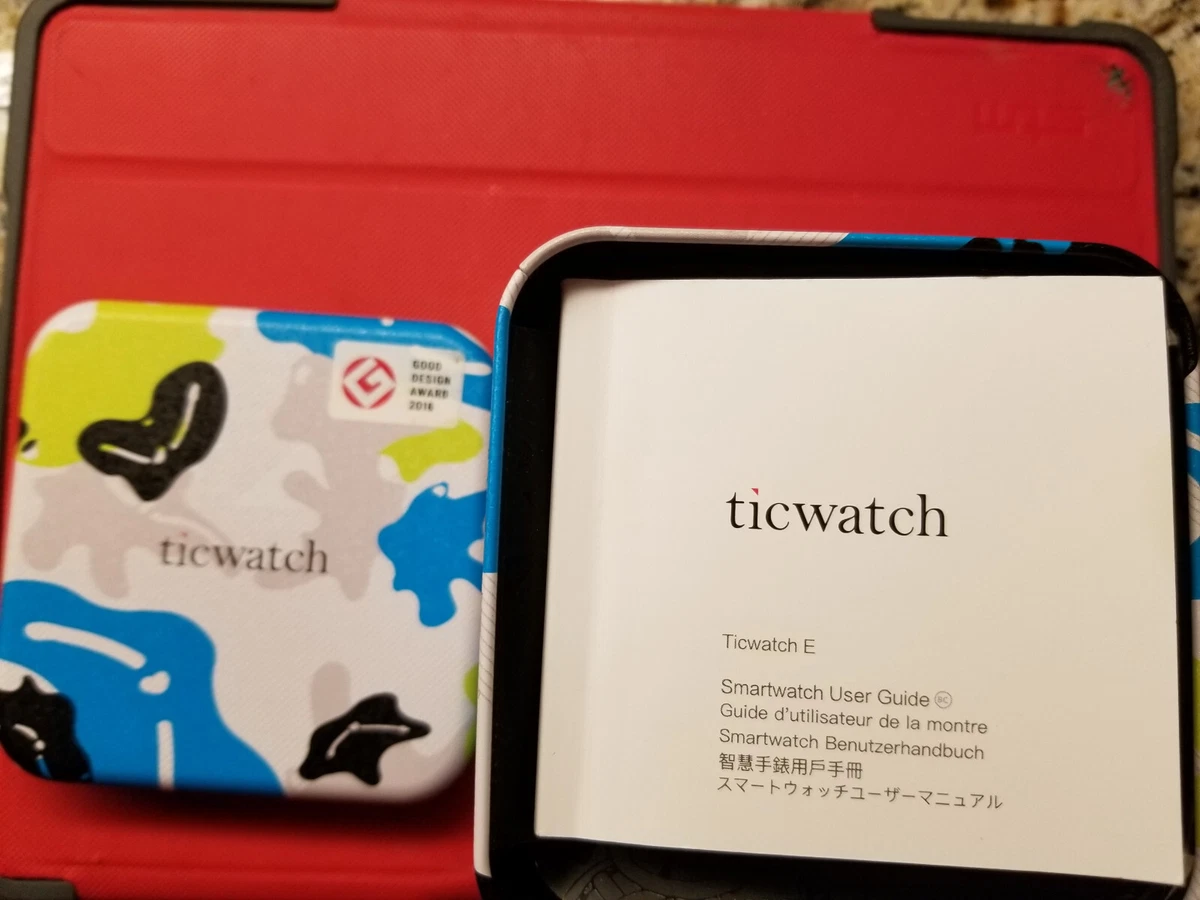 GOOD
DESIGN
AWARD
2016
ticwatch
ticwatch
Ticwatch E
Smartwatch User Guide BC
Guide d'utilisateur de la montre
Smartwatch Benutzerhandbuch
智慧手錶用戶手冊
スマートウォッチユーザーマニュアル